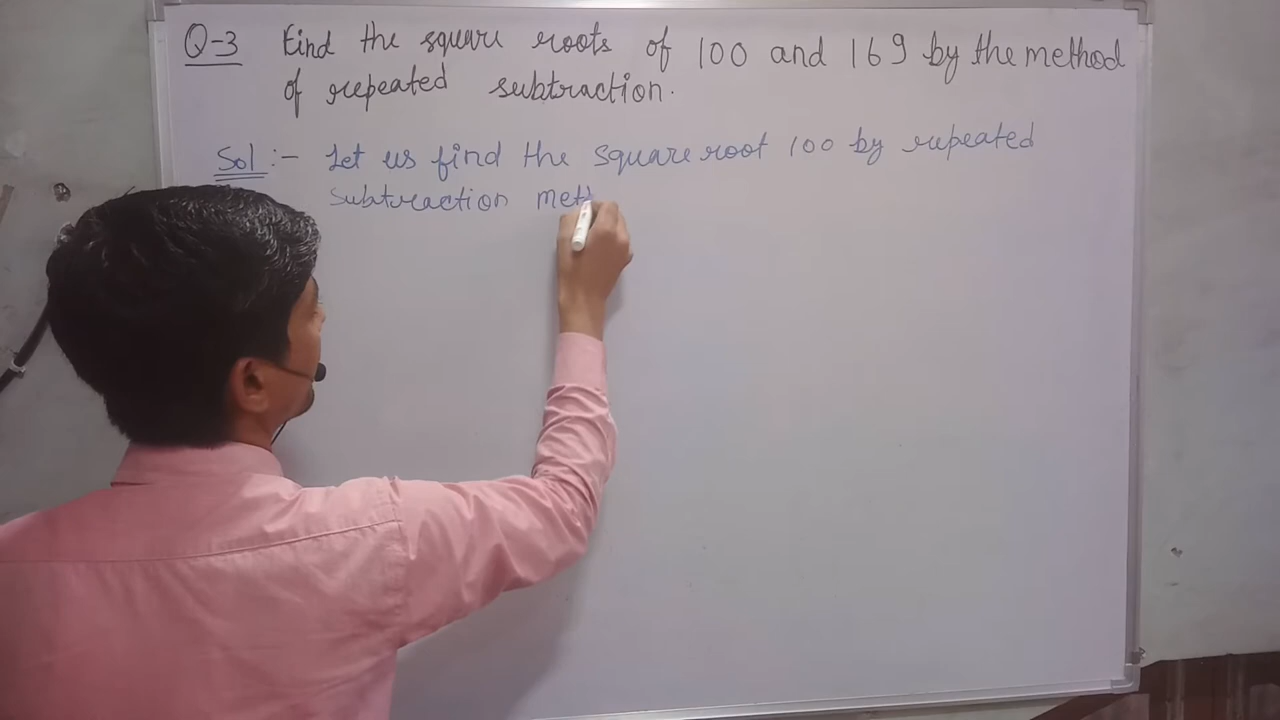 Q-3 Find the square roots of 100 and 169 by the method
of repeated subtraction.
Sol :- Let us find the square root 100 by repeated
subtraction meth